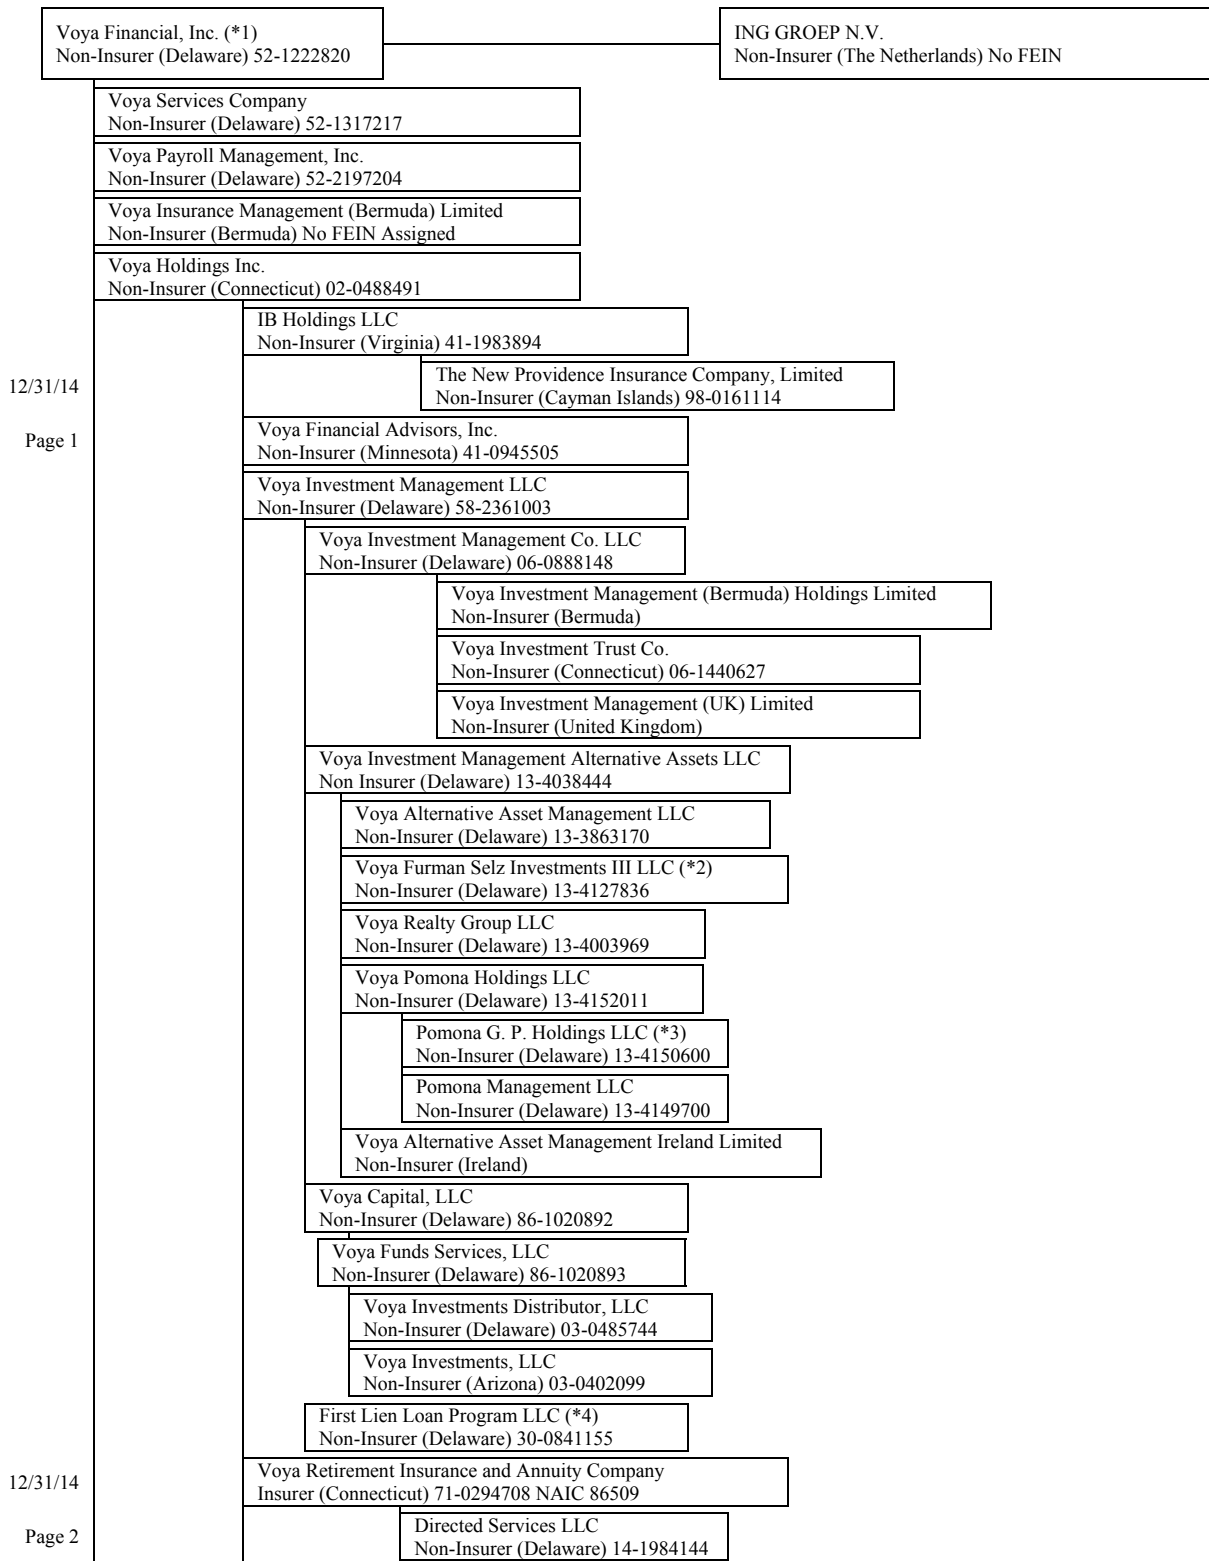 Voya Financial, Inc. (*1)
Non-Insurer (Delaware) 52-1222820
ING GROEP N.V.
Non-Insurer (The Netherlands) No FEIN
Voya Services Company
Non-Insurer (Delaware) 52-1317217
Voya Payroll Management, Inc.
Non-Insurer (Delaware) 52-2197204
Voya Insurance Management (Bermuda) Limited
Non-Insurer (Bermuda) No FEIN Assigned
Voya Holdings Inc.
Non-Insurer (Connecticut) 02-0488491
IB Holdings LLC
Non-Insurer (Virginia) 41-1983894
The New Providence Insurance Company, Limited
Non-Insurer (Cayman Islands) 98-0161114
12/31/14
Page 1
Voya Financial Advisors, Inc.
Non-Insurer (Minnesota) 41-0945505
Voya Investment Management LLC
Non-Insurer (Delaware) 58-2361003
Voya Investment Management Co. LLC
Non-Insurer (Delaware) 06-0888148
Voya Investment Management (Bermuda) Holdings Limited
Non-Insurer (Bermuda)
Voya Investment Trust Co.
Non-Insurer (Connecticut) 06-1440627
Voya Investment Management (UK) Limited
Non-Insurer (United Kingdom)
Voya Investment Management Alternative Assets LLC
Non Insurer (Delaware) 13-4038444
Voya Alternative Asset Management LLC
Non-Insurer (Delaware) 13-3863170
Voya Furman Selz Investments III LLC (*2)
Non-Insurer (Delaware) 13-4127836
Voya Realty Group LLC
Non-Insurer (Delaware) 13-4003969
Voya Pomona Holdings LLC
Non-Insurer (Delaware) 13-4152011
Pomona G. P. Holdings LLC (*3)
Non-Insurer (Delaware) 13-4150600
Pomona Management LLC
Non-Insurer (Delaware) 13-4149700
Voya Alternative Asset Management Ireland Limited
Non-Insurer (Ireland)
Voya Capital, LLC
Non-Insurer (Delaware) 86-1020892
Voya Funds Services, LLC
Non-Insurer (Delaware) 86-1020893
Voya Investments Distributor, LLC
Non-Insurer (Delaware) 03-0485744
Voya Investments, LLC
Non-Insurer (Arizona) 03-0402099
First Lien Loan Program LLC (*4)
Non-Insurer (Delaware) 30-0841155
Voya Retirement Insurance and Annuity Company
Insurer (Connecticut) 71-0294708 NAIC 86509
12/31/14
Page 2
Directed Services LLC
Non-Insurer (Delaware) 14-1984144